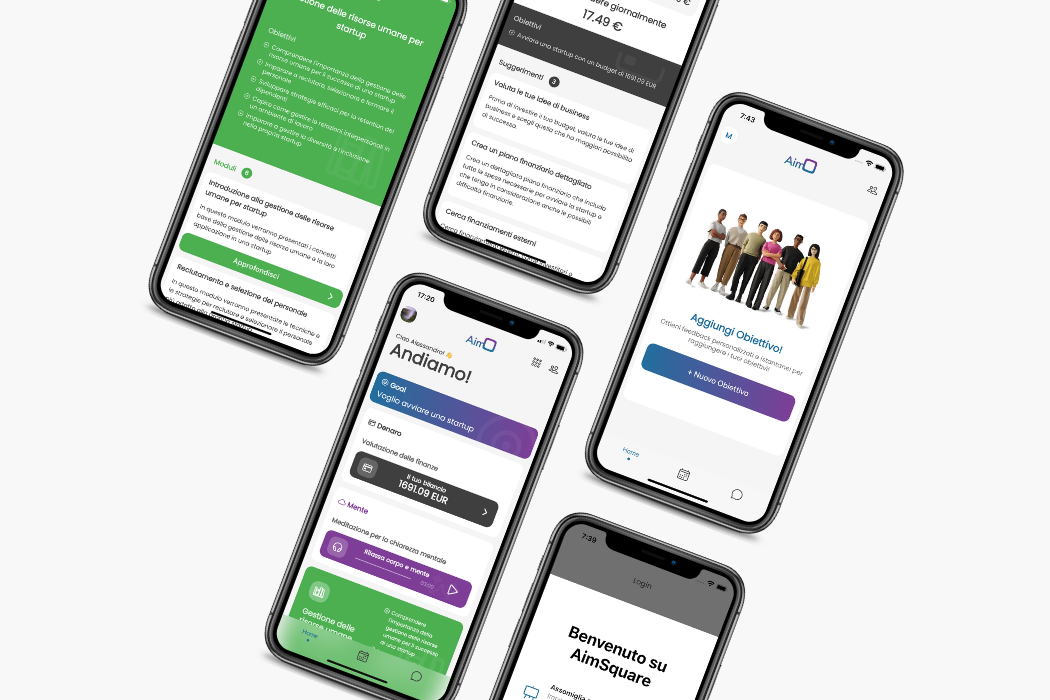 Gestione delle risorse umane per
startup
Obiettivi
Comprendere l'importanza della gestione delle
risorse umane per il successo di una startup
Imparare a reclutare, selezionare e formare il
personale
Sviluppare strategie efficaci per la retention dei
dipendenti
Capire come gestire le relazioni interpersonali in
un ambiente di lavoro
Imparare a gestire la diversità e l'inclusione
nella propria startup
Moduli 6
Introduzione alla gestione delle risorse
umane per startup
In questo modulo verranno presentati i concetti
base della gestione delle risorse umane e la loro
applicazione in una startup
Approfondisci
Reclutamento e selezione del personale
In questo modulo verranno presentate le tecniche e
le strategie per reclutare e selezionare il personale
giornalmente
17.49 €
Obiettivi
Avviare una startup con un budget di 1691.09 EUR
Suggerimenti 3
Valuta le tue idee di business
Prima di investire il tuo budget, valuta le tue idee di
business e scegli quella che ha maggiori possibilità
di successo.
Crea un piano finanziario dettagliato
Crea un dettagliato piano finanziario che includa
tutte le spese necessarie per avviare la startup e
che tenga in considerazione anche le possibili
difficoltà finanziarie.
Cerca finanziamenti esterni
7:43
M
Aim
Aggiungi Obiettivo!
Ottieni feedback personalizzati e istantanei per
raggiungere i tuoi obiettivi!
+ Nuovo Obiettivo
Home
17:20
Aim
Ciao Alessandro! 👋
Andiamo!
Goal
Voglio avviare una startup
Denaro
Valutazione delle finanze
Il tuo bilancio
1691.09 EUR
Mente
Meditazione per la chiarezza mentale
Rilassa corpo e mente
Gestione delle
risorse umane
Comprendere
l'importanza della
gestione delle risorse
umane per il successo
di una startup
Home
7:39
Login
Benvenuto su
AimSquare
Assomiglia